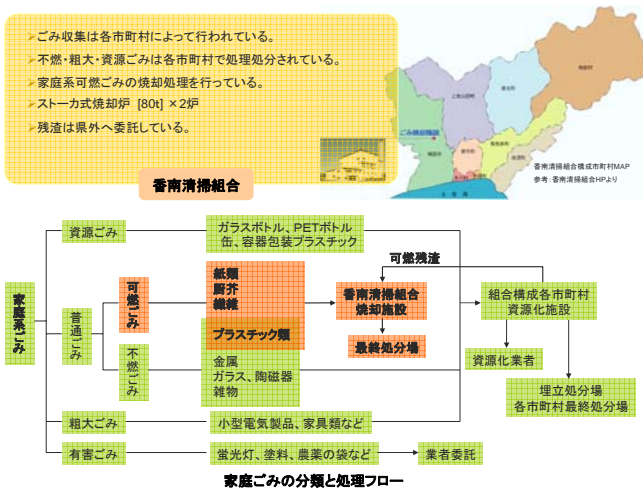 ➢ごみ収集は各市町村によって行われている。
➢不燃・粗大・資源ごみは各市町村で処理処分されている。
➢家庭系可燃ごみの焼却処理を行っている。
➢ストーカ式焼却炉 [80t] ×2炉
➢残渣は県外へ委託している。
香南清掃組合
ごみ焼却施設
香南清掃組合構成市町村MAP
参考：香南清掃組合HPより
家庭系ごみ
資源ごみ
ガラスボトル、PETボトル
缶、容器包装プラスチック
普通ごみ
可燃ごみ
紙類
厨芥
繊維
プラスチック類
不燃ごみ
金属
ガラス、陶磁器
雑物
粗大ごみ
小型電気製品、家具類など
有害ごみ
蛍光灯、塗料、農薬の袋など
業者委託
可燃残渣
香南清掃組合
焼却施設
最終処分場
組合構成各市町村
資源化施設
資源化業者
埋立処分場
各市町村最終処分場
家庭ごみの分類と処理フロー